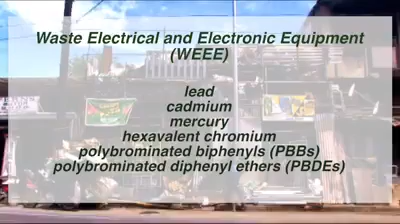 Waste Electrical and Electronic Equipment
(WEEE)
lead
cadmium
mercury
hexavalent chromium
polybrominated biphenyls (PBBs)
polybrominated diphenyl ethers (PBDEs)